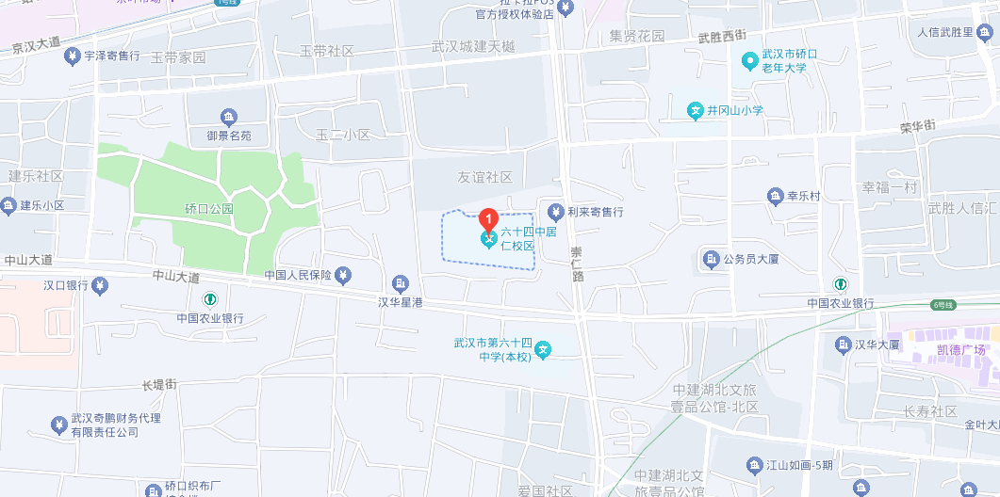 1号线
拉卡拉POS
官方授权体验店
京汉大道
宇泽寄售行
玉带家园
玉带社区
武汉城建天樾
集贤花园
武胜西街
人信武胜里
武汉市硚口
老年大学
井冈山小学
荣华街
御景名苑
玉二小区
建乐社区
友谊社区
幸福一村
建乐小区
硚口公园
幸乐村
武胜人信汇
利来寄售行
1
六十四中居
仁校区
崇仁路
公务员大厦
中山大道
中山大道
中国人民保险
汉口银行
汉华星港
中国农业银行
中国农业银行
6号线
武汉市第六十四
中学(本校)
汉华大厦
凯德广场
长堤街
中建湖北文旅
壹品公馆-北区
长寿社区
武汉奇鹏财务代理
有限责任公司
金叶大
江山如画-5期
硚口织布厂
中建湖北文
旅壹品公馆
爱国社区